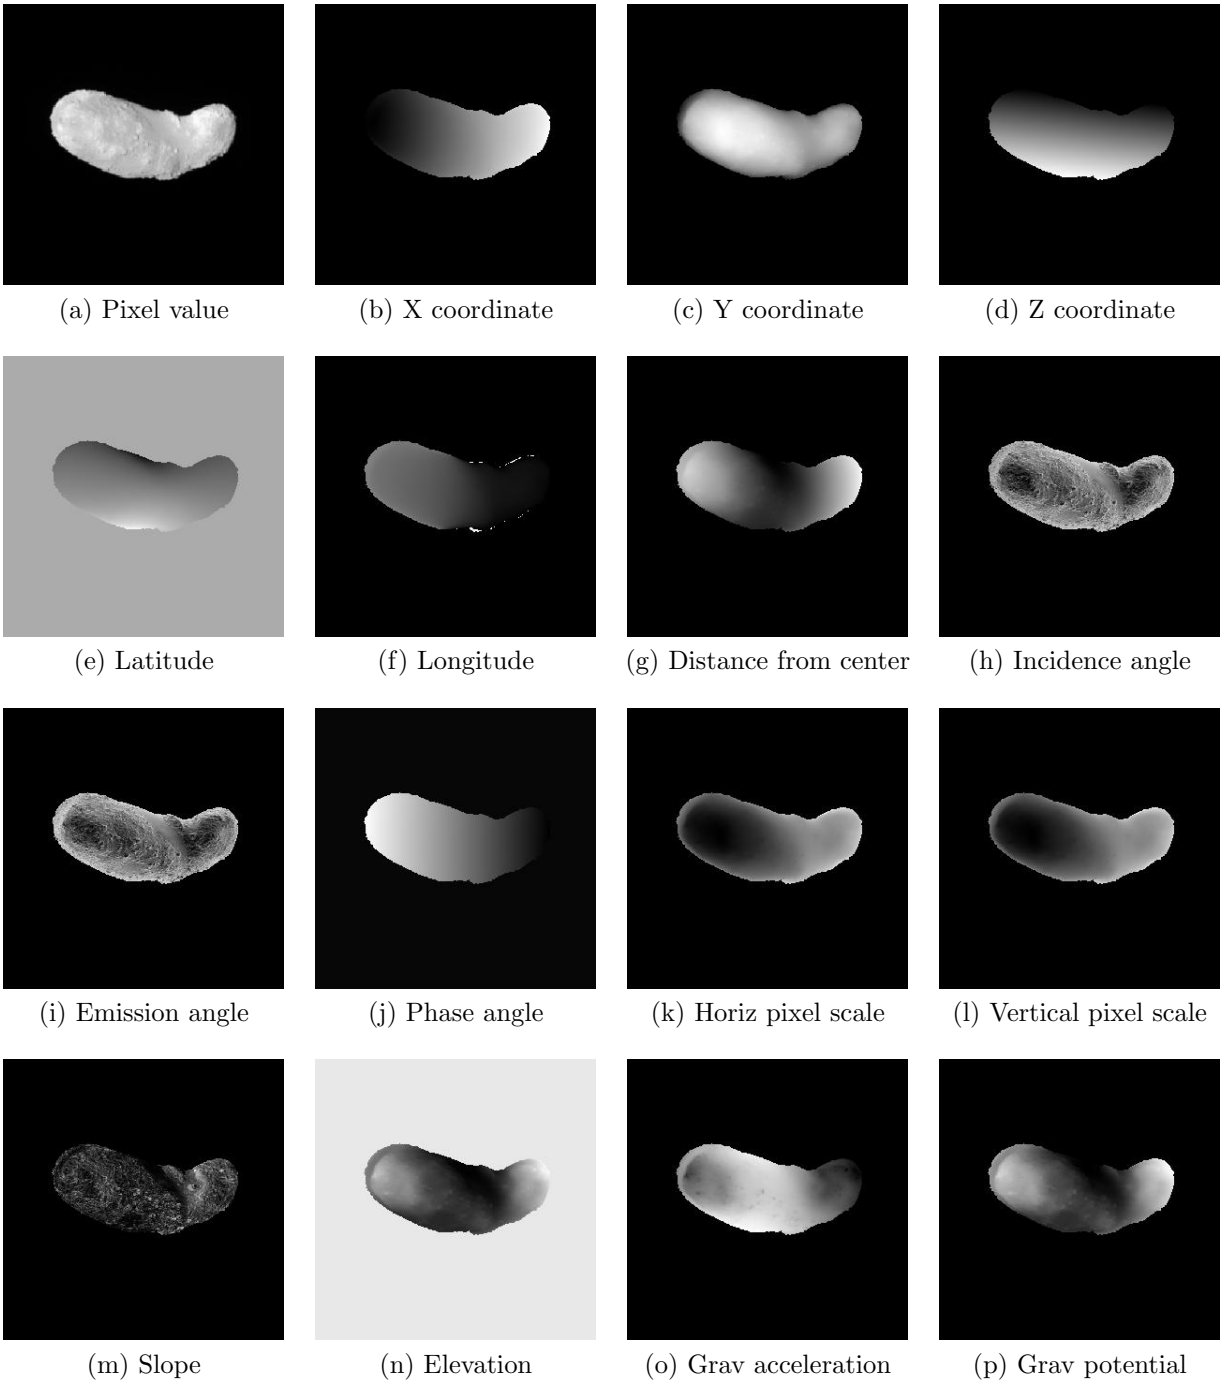 (a) Pixel value
(b) X coordinate
(c) Y coordinate
(d) Z coordinate
(e) Latitude
(f) Longitude
(g) Distance from center
(h) Incidence angle
(i) Emission angle
(j) Phase angle
(k) Horiz pixel scale
(l) Vertical pixel scale
(m) Slope
(n) Elevation
(o) Grav acceleration
(p) Grav potential